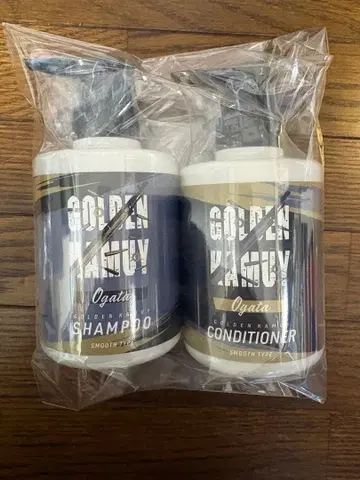 GOLDEN
KAMUY
Ogata
GOLDEN KAMUY
SHAMPOO
SMOOTH TYPE
GOLDEN
KAMUY
Ogata
GOLDEN KAMUY
CONDITIONER
SMOOTH TYPE